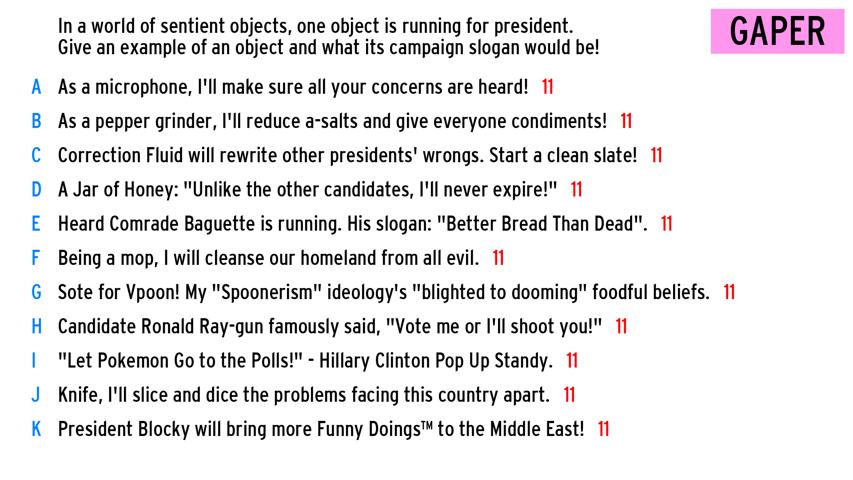 In a world of sentient objects, one object is running for president.
Give an example of an object and what its campaign slogan would be!
GAPER
A As a microphone, I'll make sure all your concerns are heard! 11
B As a pepper grinder, I'll reduce a-salts and give everyone condiments! 11
C Correction Fluid will rewrite other presidents' wrongs. Start a clean slate! 11
D A Jar of Honey: "Unlike the other candidates, I'll never expire!" 11
E Heard Comrade Baguette is running. His slogan: "Better Bread Than Dead". 11
F Being a mop, I will cleanse our homeland from all evil. 11
G Sote for Vpoon! My "Spoonerism" ideology's "blighted to dooming" foodful beliefs. 11
H Candidate Ronald Ray-gun famously said, "Vote me or I'll shoot you!" 11
I "Let Pokemon Go to the Polls!" - Hillary Clinton Pop Up Standy. 11
J Knife, I'll slice and dice the problems facing this country apart. 11
K President Blocky will bring more Funny Doings™ to the Middle East! 11